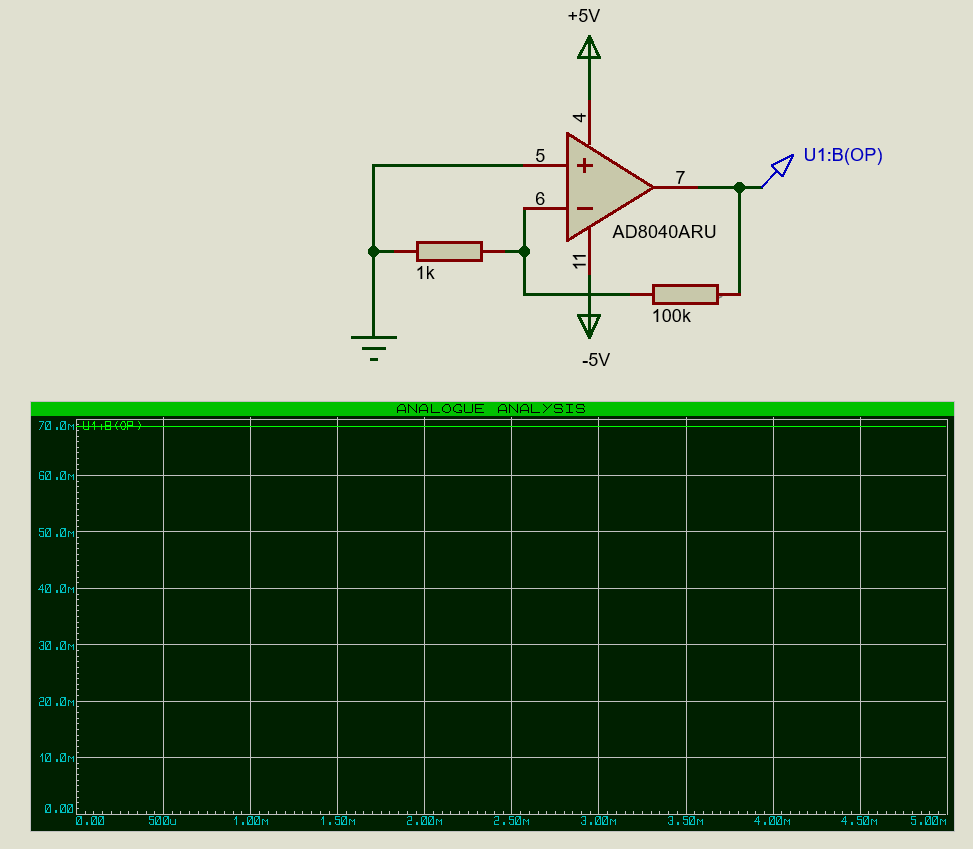 +5V
4
5
U1:B(OP)
7
6
AD8040ARU
11
1k
100k
-5V
ANALOGUE ANALYSIS
70.0m
U1:B(OP)
60.0m
50.0m
40.0m
30.0m
20.0m
10.0m
0.00
0.00 500u 1.00m 1.50m 2.00m 2.50m 3.00m 3.50m 4.00m 4.50m 5.00m